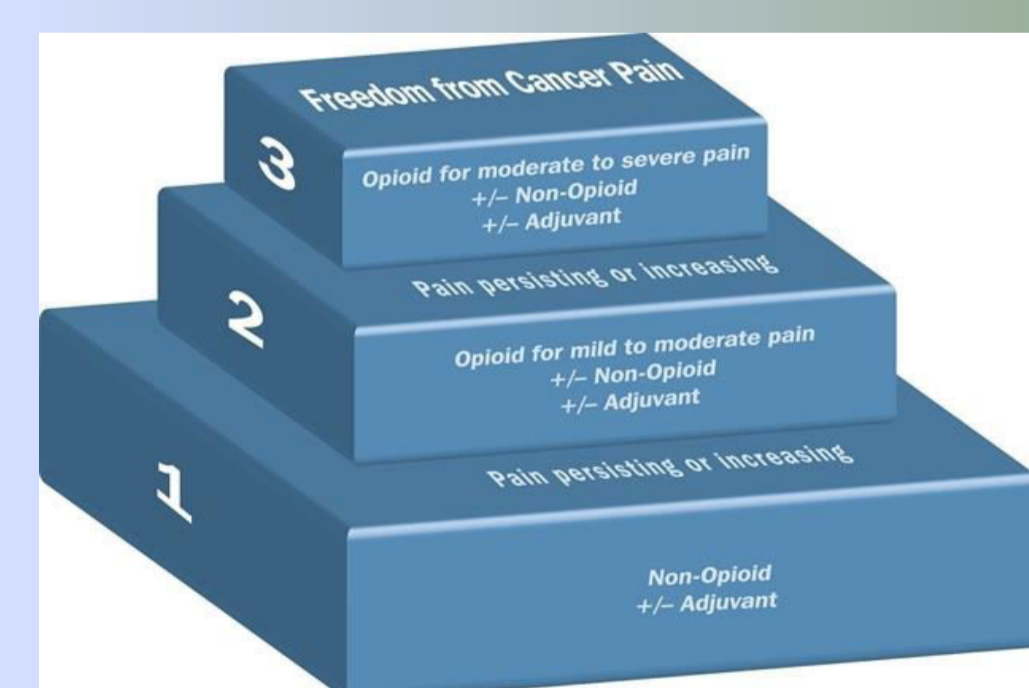 Freedom from Cancer Pain
3
Opioid for moderate to severe pain
+/– Non-Opioid
+/– Adjuvant
Pain persisting or increasing
2
Opioid for mild to moderate pain
+/– Non-Opioid
+/– Adjuvant
Pain persisting or increasing
1
Non-Opioid
+/– Adjuvant